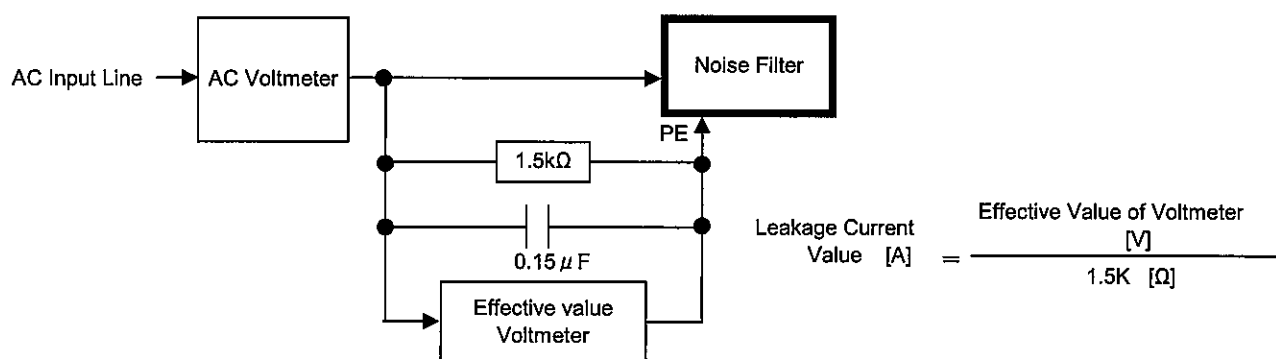 AC Input Line
AC Voltmeter
Noise Filter
PE
1.5kΩ
0.15μF
Effective value
Voltmeter
Leakage Current
Value [A]
=
Effective Value of Voltmeter
[V]
1.5K [Ω]